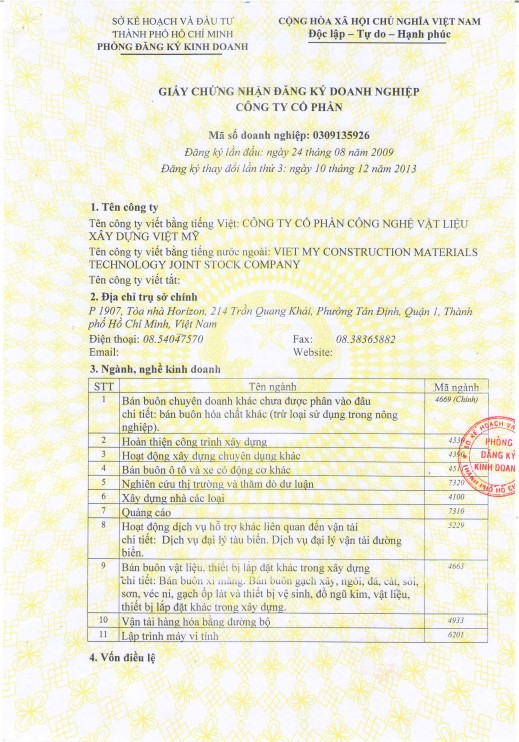 SỞ KẾ HOẠCH VÀ ĐẦU TƯ
THÀNH PHỐ HỒ CHÍ MINH
PHÒNG ĐĂNG KÝ KINH DOANH
CỘNG HÒA XÃ HỘI CHỦ NGHĨA VIỆT NAM
Độc lập – Tự do – Hạnh phúc
GIẤY CHỨNG NHẬN ĐĂNG KÝ DOANH NGHIỆP
CÔNG TY CỔ PHẦN
Mã số doanh nghiệp: 0309135926
Đăng ký lần đầu: ngày 24 tháng 08 năm 2009
Đăng ký thay đổi lần thứ 3: ngày 10 tháng 12 năm 2013
1. Tên công ty
Tên công ty viết bằng tiếng Việt: CÔNG TY CỔ PHẦN CÔNG NGHỆ VẬT LIỆU
XÂY DỰNG VIỆT MỸ
Tên công ty viết bằng tiếng nước ngoài: VIET MY CONSTRUCTION MATERIALS
TECHNOLOGY JOINT STOCK COMPANY
Tên công ty viết tắt:
2. Địa chỉ trụ sở chính
P 1907, Tòa nhà Horizon, 214 Trần Quang Khải, Phường Tân Định, Quận 1, Thành
phố Hồ Chí Minh, Việt Nam
Điện thoại: 08.54047570 Fax: 08.38365882
Email: Website:
3. Ngành, nghề kinh doanh
STT Tên ngành Mã ngành
1 Bán buôn chuyên doanh khác chưa được phân vào đâu 4669 (Chính)
chi tiết: bán buôn hóa chất khác (trừ loại sử dụng trong nông
nghiệp).
2 Hoàn thiện công trình xây dựng 4330
3 Hoạt động xây dựng chuyên dụng khác 4390
4 Bán buôn ô tô và xe có động cơ khác 4511
5 Nghiên cứu thị trường và thăm dò dư luận 7320
6 Xây dựng nhà các loại 4100
7 Quảng cáo 7310
8 Hoạt động dịch vụ hỗ trợ khác liên quan đến vận tải 5229
chi tiết: Dịch vụ đại lý tàu biển. Dịch vụ đại lý vận tải đường
biển.
9 Bán buôn vật liệu, thiết bị lắp đặt khác trong xây dựng 4663
chi tiết: Bán buôn xi măng. Bán buôn gạch xây, ngói, đá, cát, sỏi,
sơn, véc ni, gạch ốp lát và thiết bị vệ sinh, đồ ngũ kim, vật liệu,
thiết bị lắp đặt khác trong xây dựng.
10 Vận tải hàng hóa bằng đường bộ 4933
11 Lập trình máy vi tính 6201
4. Vốn điều lệ
PHÒNG
ĐĂNG KÝ
KINH DOANH